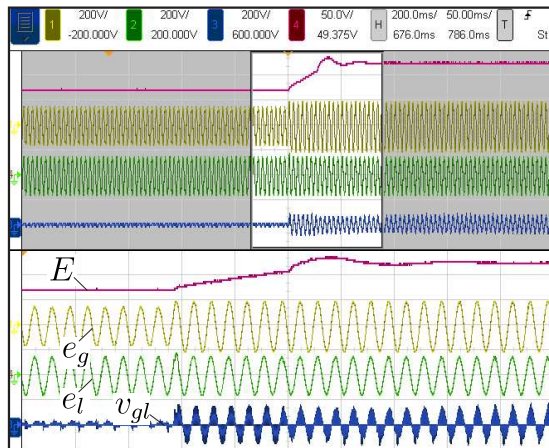 1 200V/ 2 200V/ 3 200V/ 4 50.0V/ H 200.0ms/ 50.00ms/ T
-200.000V 200.000V 600.000V 49.375V 676.0ms 786.0ms St
E
e_g
e_l
v_gl